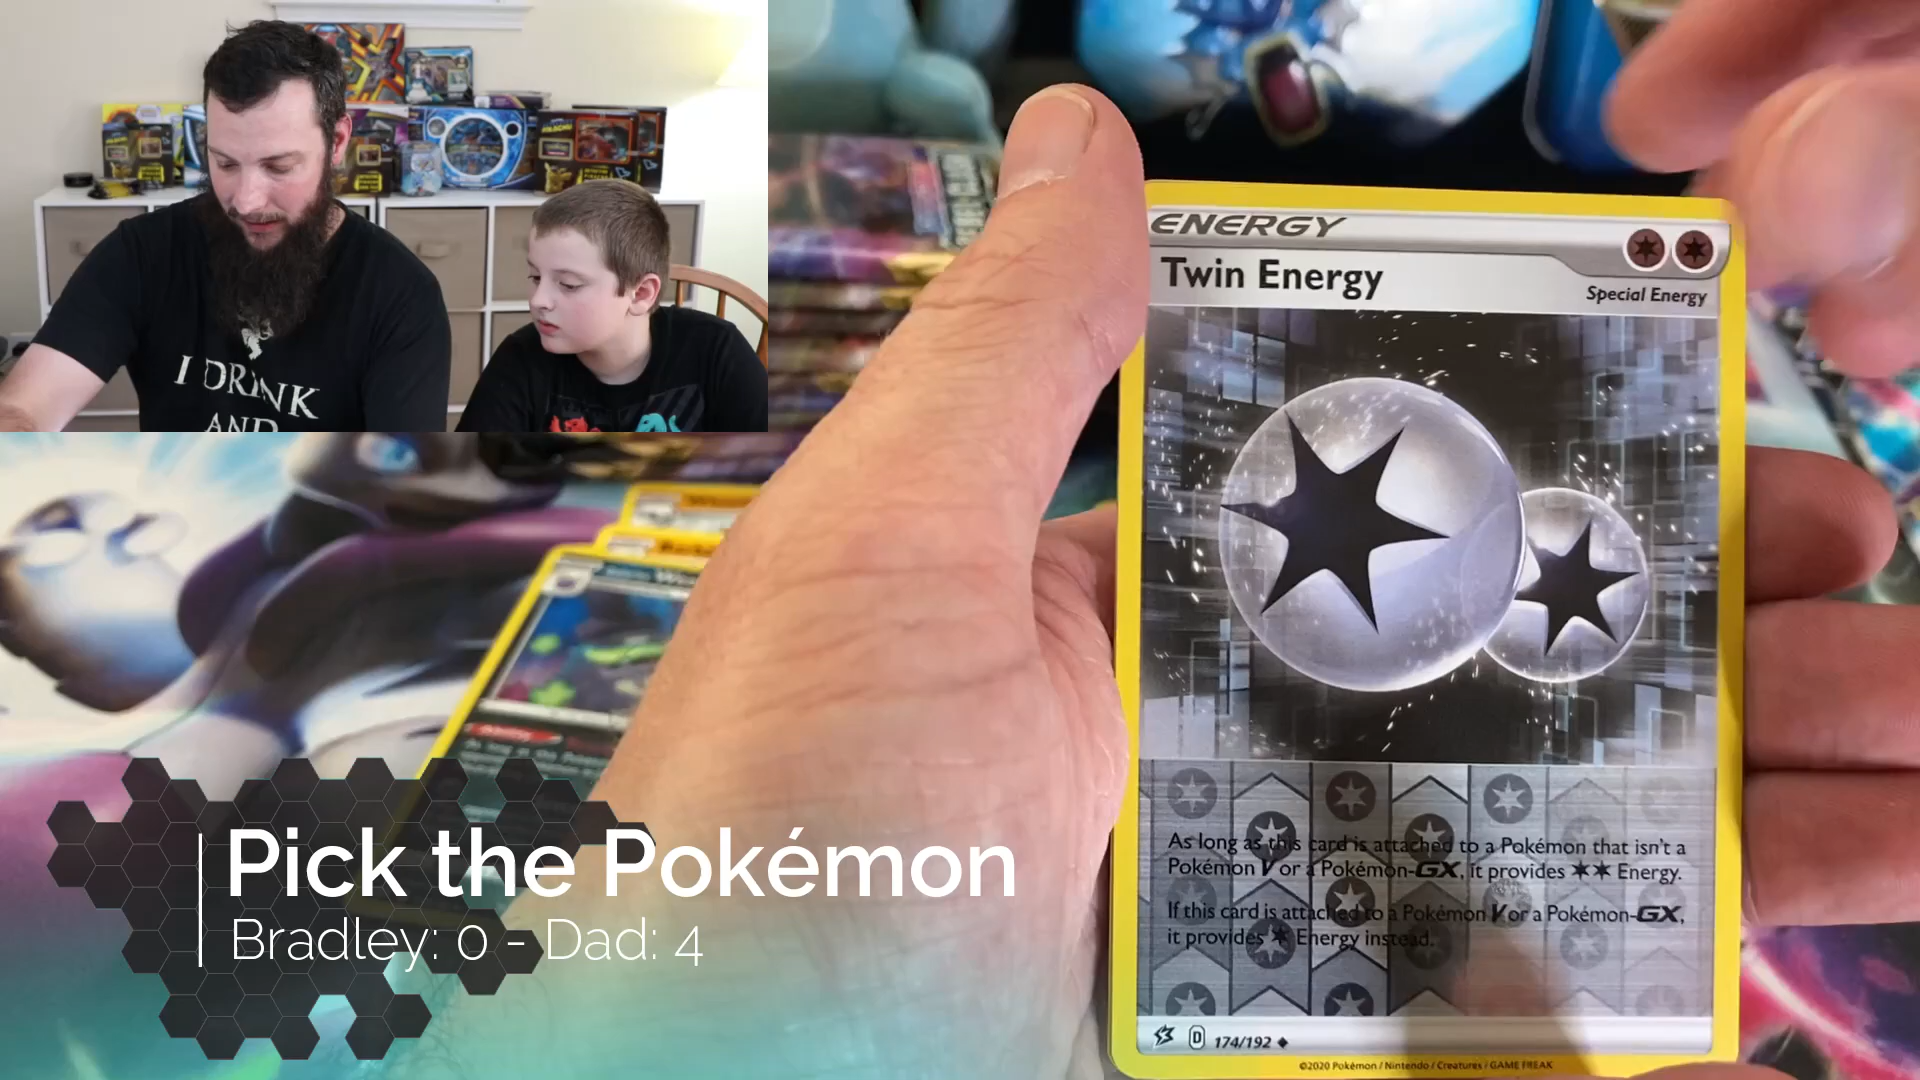 I DRINK
AND
ENERGY
Twin Energy
Special Energy
As long as this card is attached to a Pokémon that isn't a
Pokémon V or a Pokémon-GX, it provides ✶✶ Energy.
If this card is attached to a Pokémon V or a Pokémon-GX,
it provides ✶ Energy instead.
D 174/192 ◆
©2020 Pokémon / Nintendo / Creatures / GAME FREAK
Ability
Pick the Pokémon
Bradley: 0 - Dad: 4